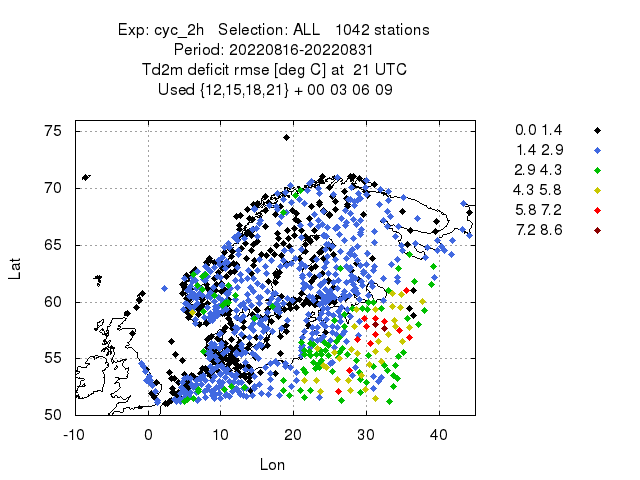 Exp: cyc_2h   Selection: ALL   1042 stations
Period: 20220816-20220831
Td2m deficit rmse [deg C] at  21 UTC
Used {12,15,18,21} + 00 03 06 09
75
70
65
60
55
50
Lat
-10 0 10 20 30 40
Lon
0.0 1.4
1.4 2.9
2.9 4.3
4.3 5.8
5.8 7.2
7.2 8.6